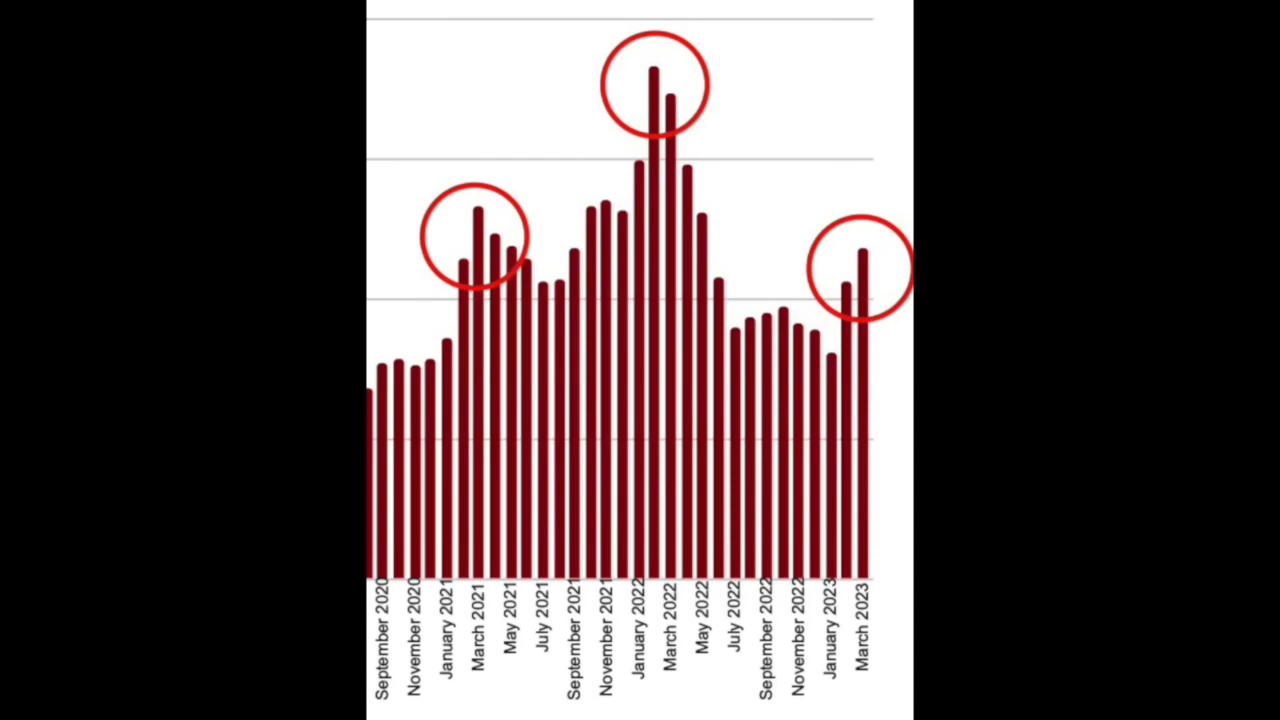 September 2020
November 2020
January 2021
March 2021
May 2021
July 2021
September 2021
November 2021
January 2022
March 2022
May 2022
July 2022
September 2022
November 2022
January 2023
March 2023